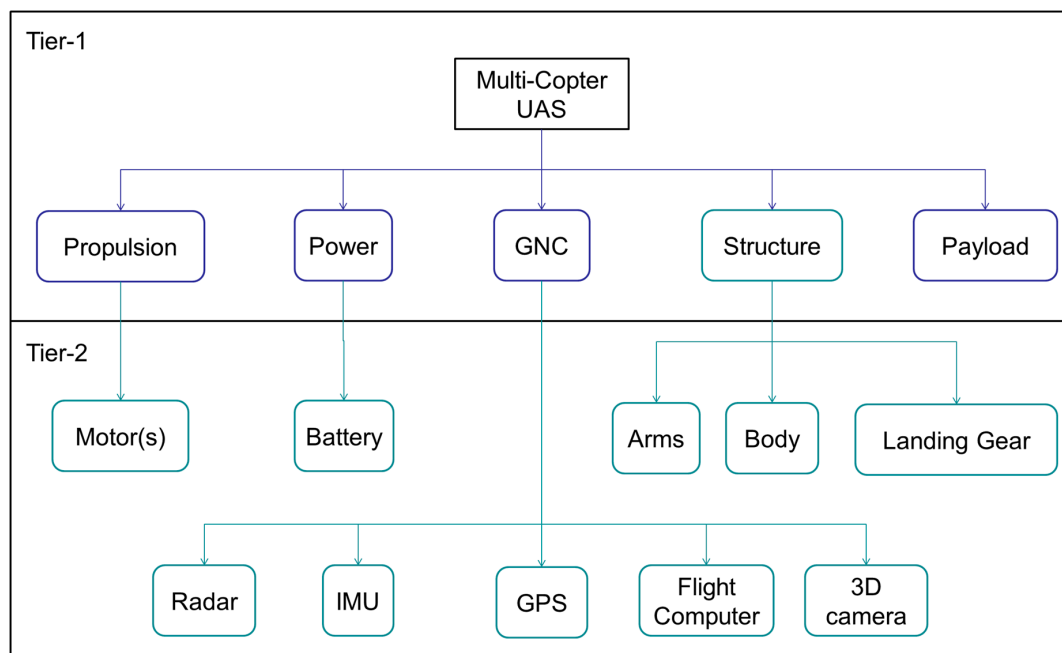 Tier-1
Multi-Copter
UAS
Propulsion
Power
GNC
Structure
Payload
Tier-2
Motor(s)
Battery
Arms
Body
Landing Gear
Radar
IMU
GPS
Flight
Computer
3D
camera